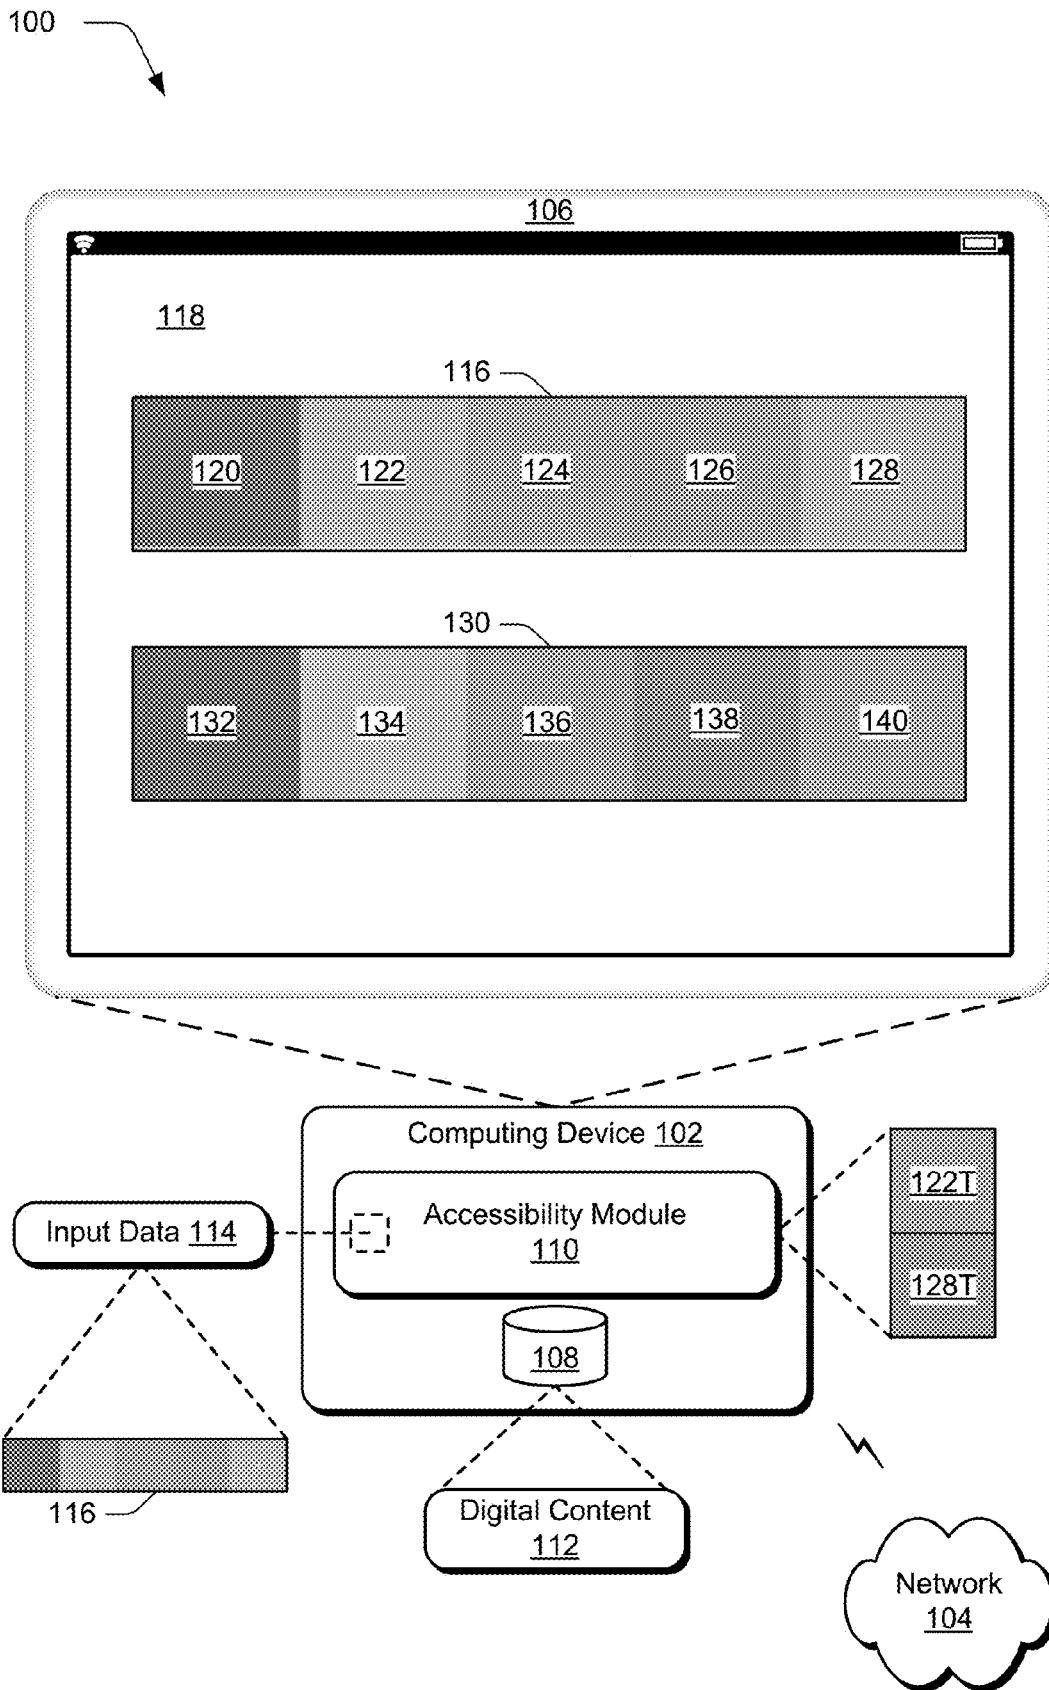 100
106
118
116
120 122 124 126 128
130
132 134 136 138 140
Computing Device 102
Accessibility Module
110
Input Data 114
122T
128T
108
116
Digital Content
112
Network
104